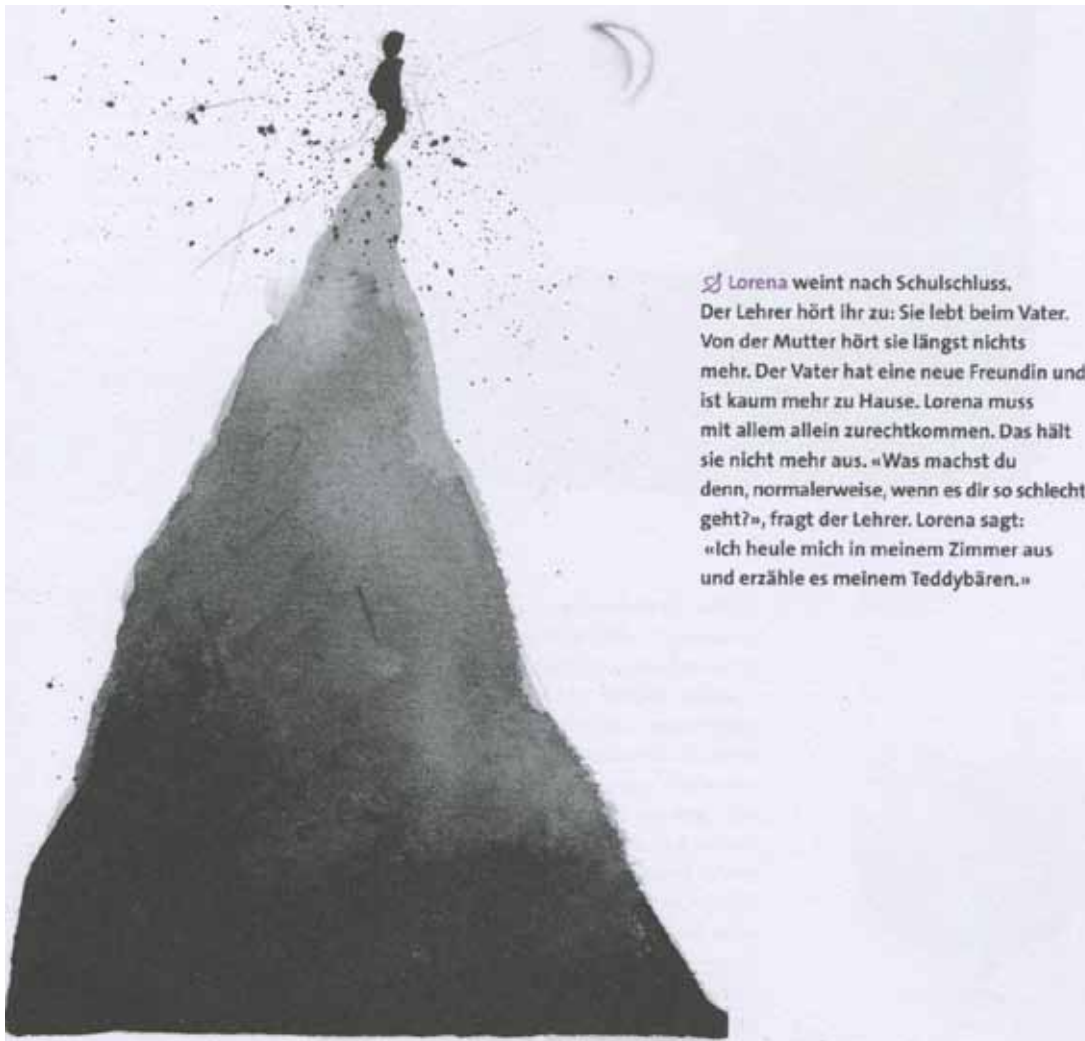 Lorena weint nach Schulschluss.
Der Lehrer hört ihr zu: Sie lebt beim Vater.
Von der Mutter hört sie längst nichts
mehr. Der Vater hat eine neue Freundin und
ist kaum mehr zu Hause. Lorena muss
mit allem allein zurechtkommen. Das hält
sie nicht mehr aus. «Was machst du
denn, normalerweise, wenn es dir so schlecht
geht?», fragt der Lehrer. Lorena sagt:
«Ich heule mich in meinem Zimmer aus
und erzähle es meinem Teddybären.»